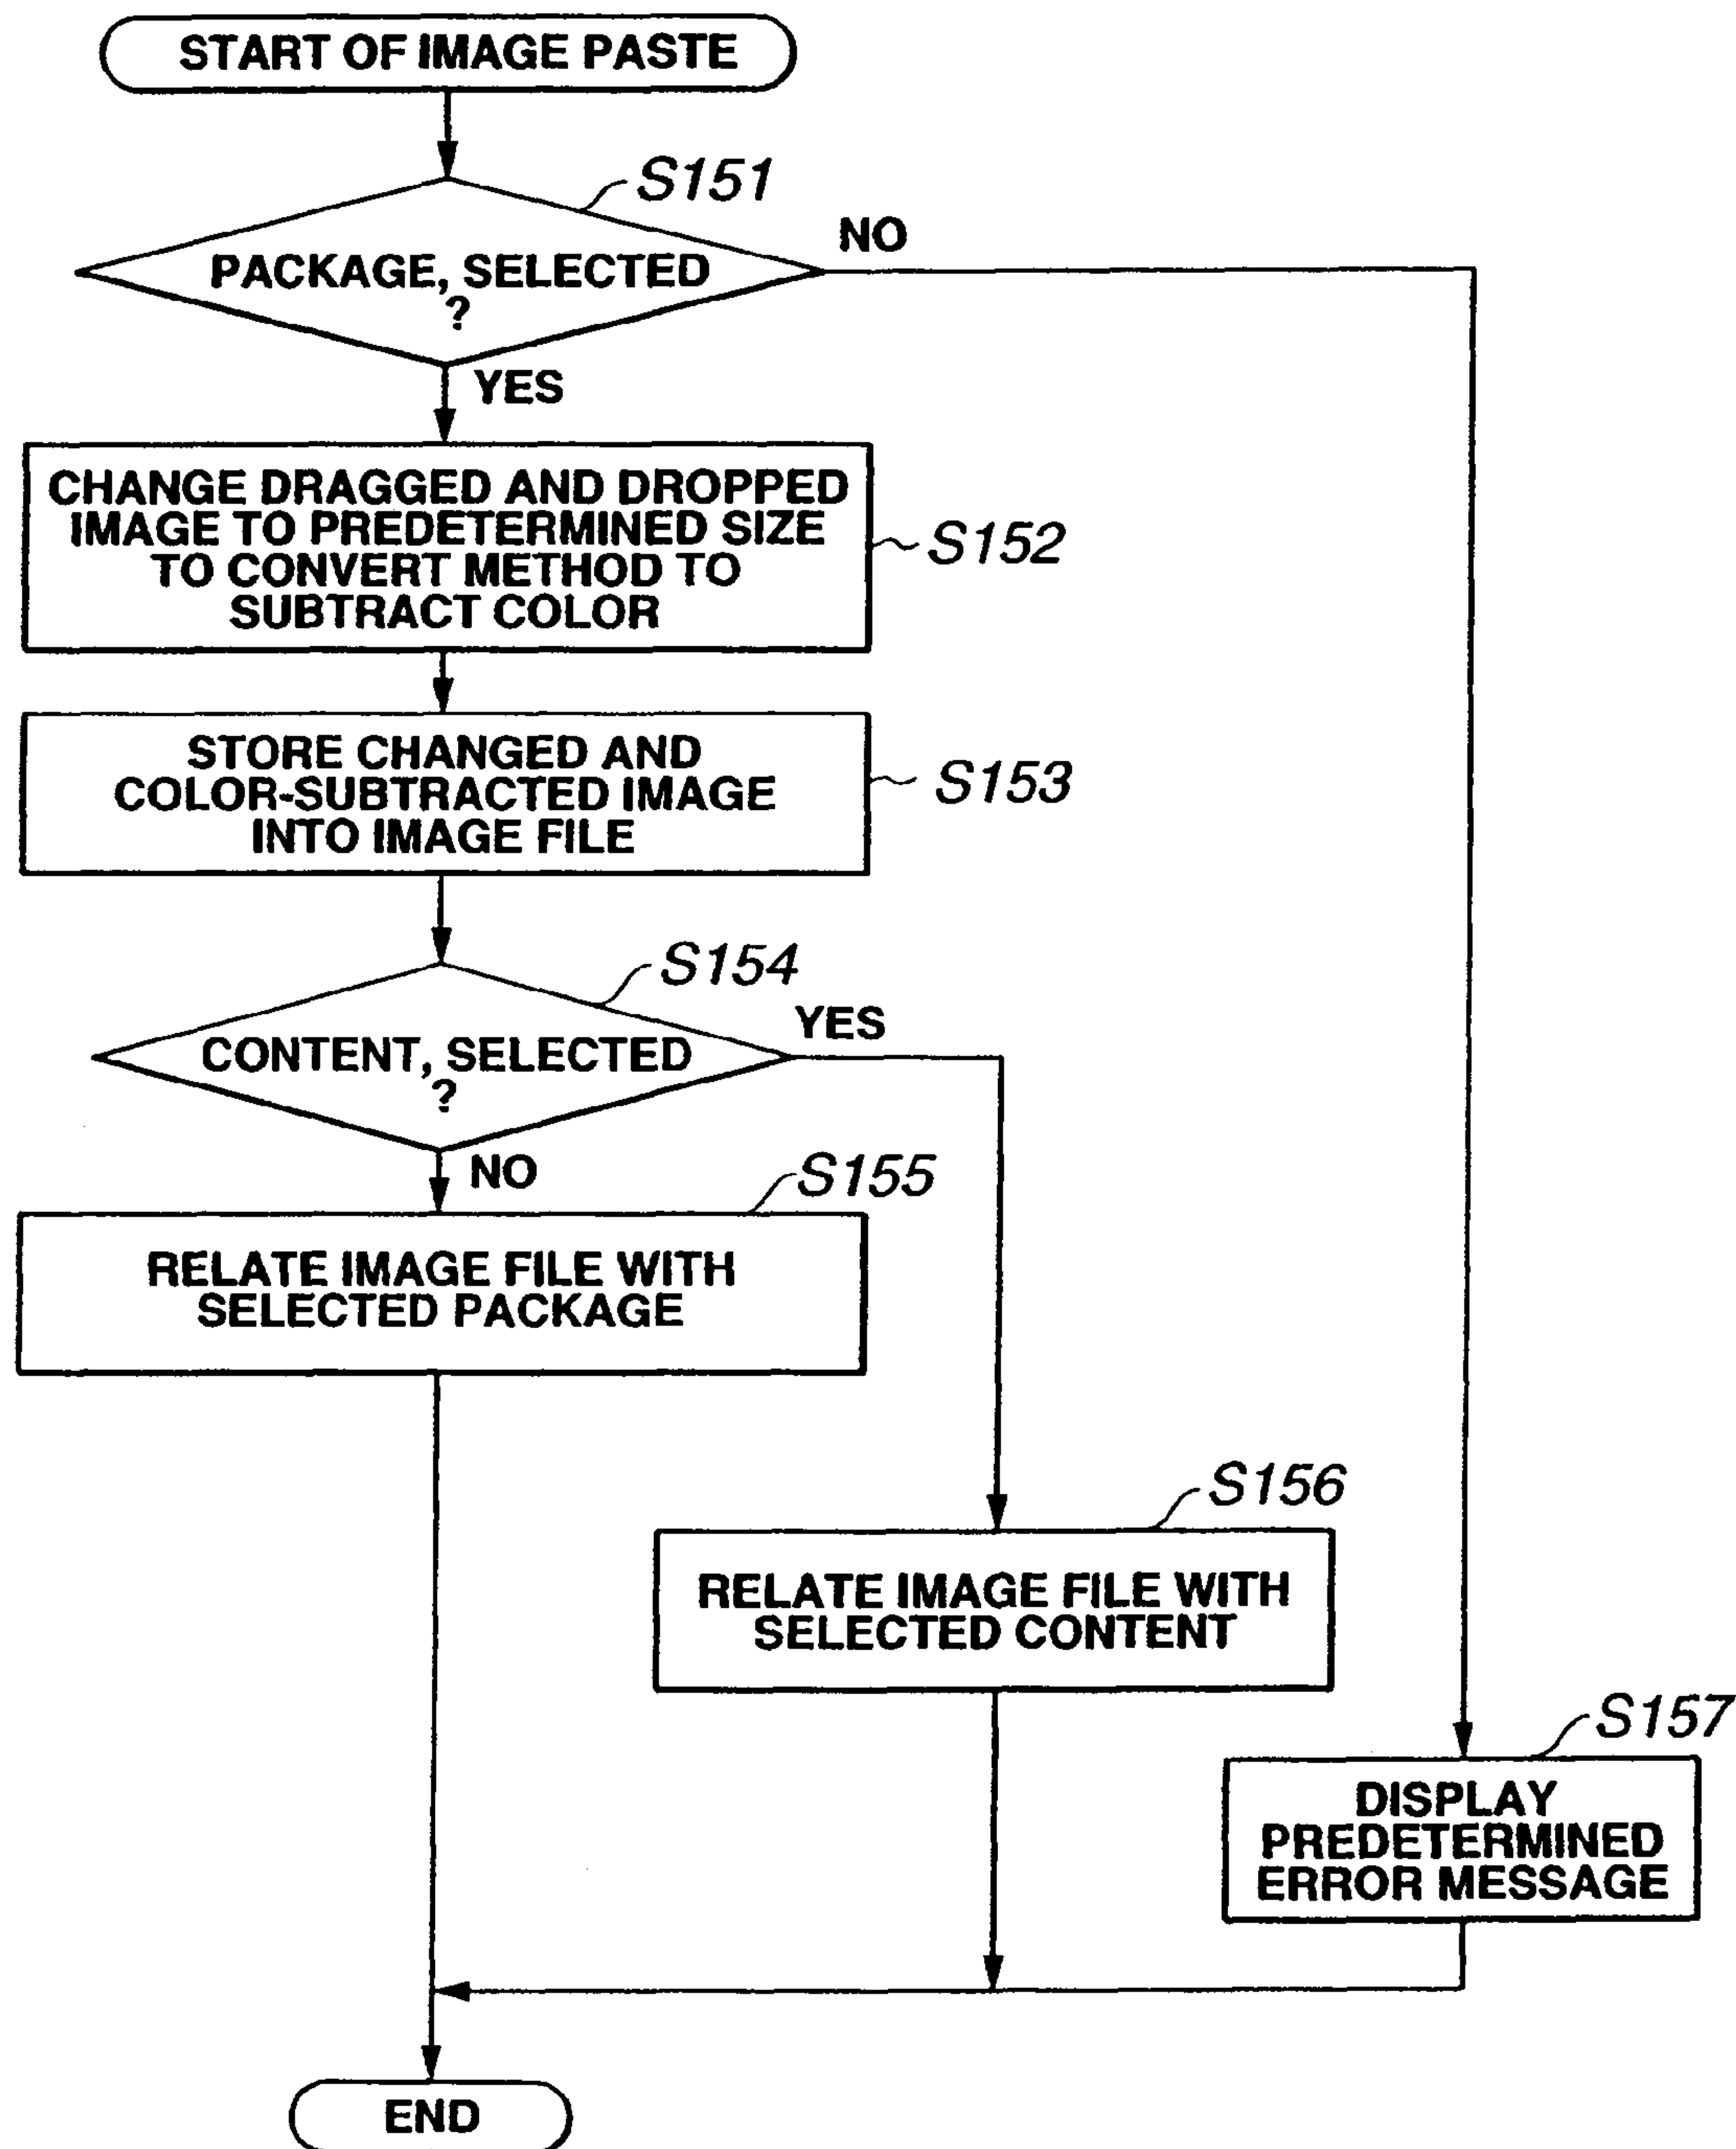 START OF IMAGE PASTE
S151
PACKAGE, SELECTED
?
NO
YES
CHANGE DRAGGED AND DROPPED
IMAGE TO PREDETERMINED SIZE
TO CONVERT METHOD TO
SUBTRACT COLOR
S152
STORE CHANGED AND
COLOR-SUBTRACTED IMAGE
INTO IMAGE FILE
S153
S154
CONTENT, SELECTED
?
YES
NO
S155
RELATE IMAGE FILE WITH
SELECTED PACKAGE
S156
RELATE IMAGE FILE WITH
SELECTED CONTENT
S157
DISPLAY
PREDETERMINED
ERROR MESSAGE
END